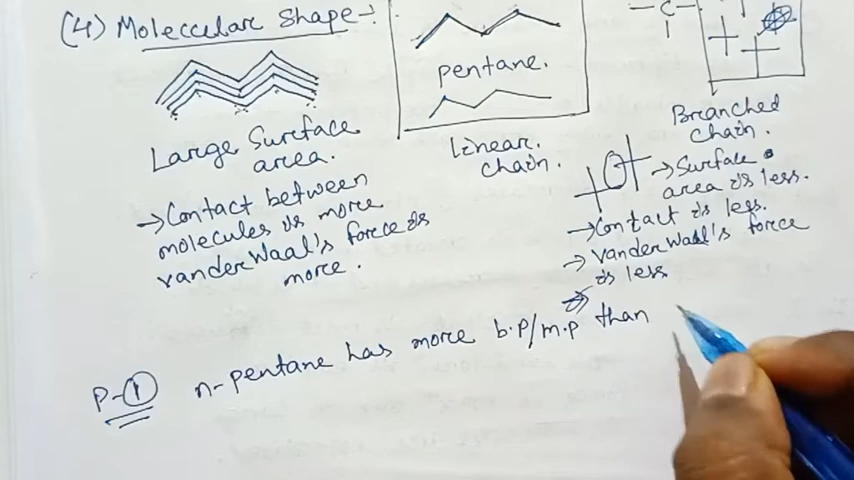 (4) Molecular Shape :-
pentane.
Linear
chain.
-C-
Branched
chain.
Large Surface
area.
→ Contact between
molecules is more.
vanderWaal's force is
more.
→ Surface
area is less.
→ Contact is less.
→ vanderWaal's force
is less
P-① n-pentane has more b.p/m.p than